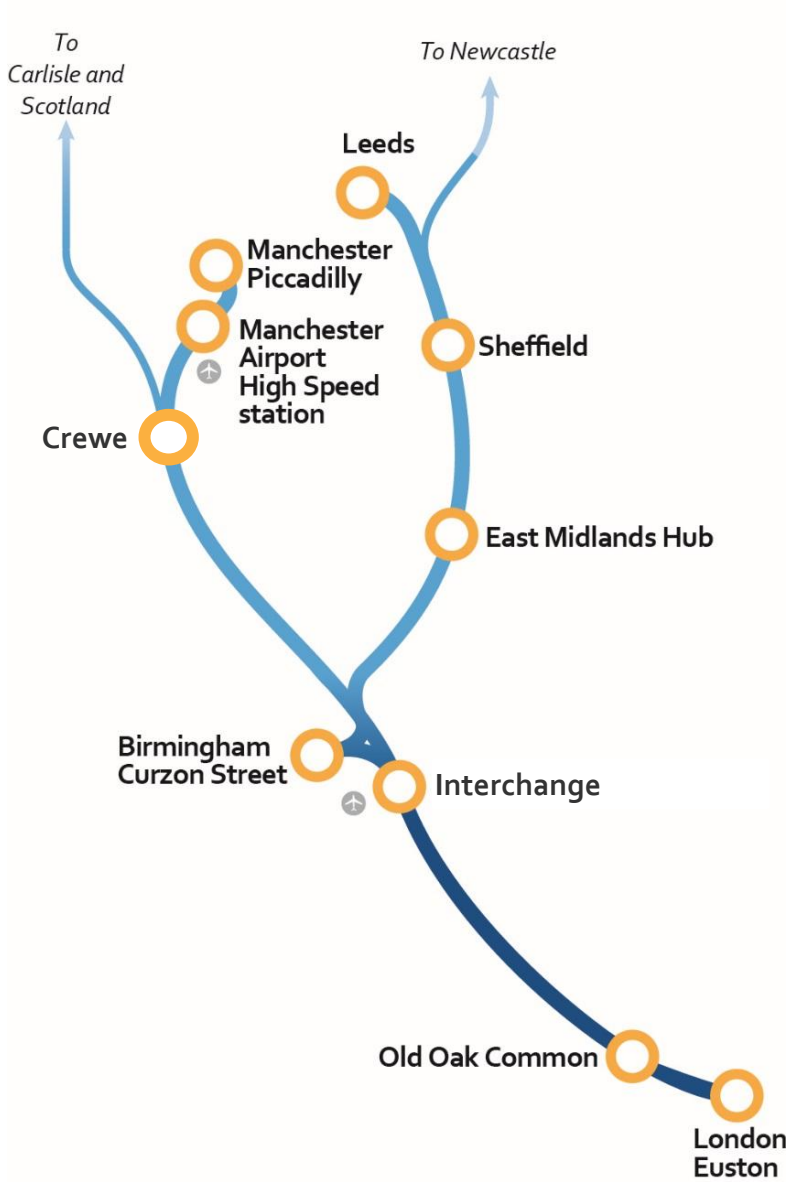 To
Carlisle and
Scotland
To Newcastle
Leeds
Manchester
Piccadilly
Manchester
Airport
High Speed
station
Sheffield
Crewe
East Midlands Hub
Birmingham
Curzon Street
Interchange
Old Oak Common
London
Euston